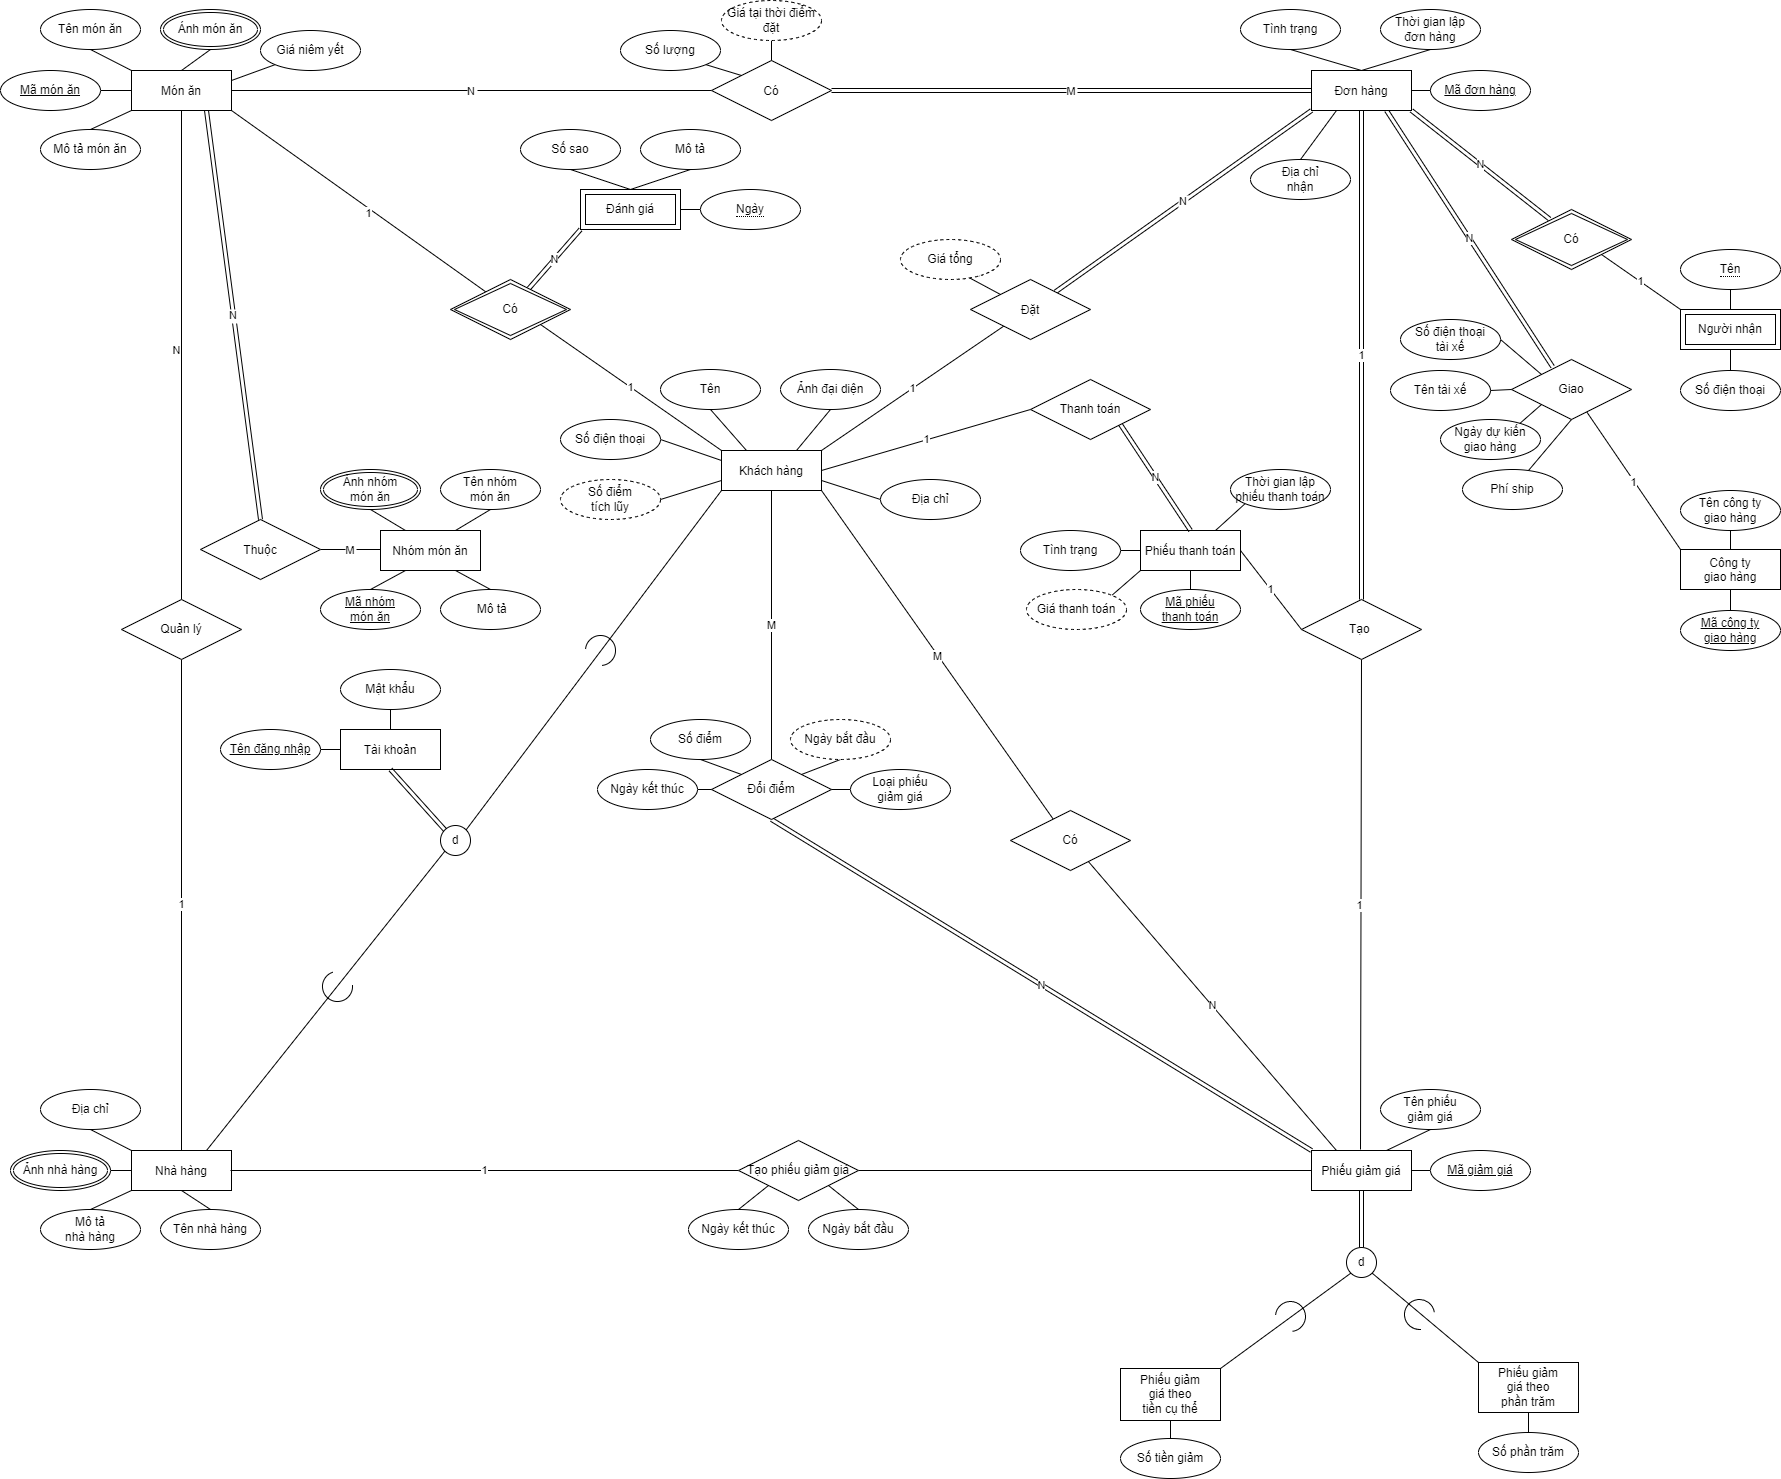 Giá tại thời điểm
đặt
Tên món ăn
Ảnh món ăn
Giá niêm yết
Số lượng
Tình trạng
Thời gian lập
đơn hàng
Mã món ăn
Món ăn
N
Có
M
Đơn hàng
Mã đơn hàng
Mô tả món ăn
Số sao
Mô tả
Địa chỉ
nhận
N
1
Đánh giá
Ngày
N
N
Có
N
Giá tổng
Tên
1
N
Có
Đặt
Người nhận
Số điện thoại
tài xế
N
1
1
1
Tên
Ảnh đại diện
Tên tài xế
Giao
Số điện thoại
Thanh toán
Số điện thoại
1
Ngày dự kiến
giao hàng
Khách hàng
N
1
Số điểm
tích lũy
Địa chỉ
Thời gian lập
phiếu thanh toán
Phí ship
Ảnh nhóm
món ăn
Tên nhóm
món ăn
Tên công ty
giao hàng
Thuộc
M
Nhóm món ăn
Tình trạng
Phiếu thanh toán
Công ty
giao hàng
1
Mã nhóm
món ăn
Mô tả
Giá thanh toán
Mã phiếu
thanh toán
Quản lý
M
Tạo
Mã công ty
giao hàng
M
Mật khẩu
Tên đăng nhập
Tài khoản
Số điểm
Ngày bắt đầu
Ngày kết thúc
Đổi điểm
Loại phiếu
giảm giá
d
Có
1
1
N
N
Địa chỉ
Tên phiếu
giảm giá
Ảnh nhà hàng
Nhà hàng
1
Tạo phiếu giảm giá
Phiếu giảm giá
Mã giảm giá
Mô tả
nhà hàng
Tên nhà hàng
Ngày kết thúc
Ngày bắt đầu
d
Phiếu giảm
giá theo
tiền cụ thể
Phiếu giảm
giá theo
phần trăm
Số tiền giảm
Số phần trăm